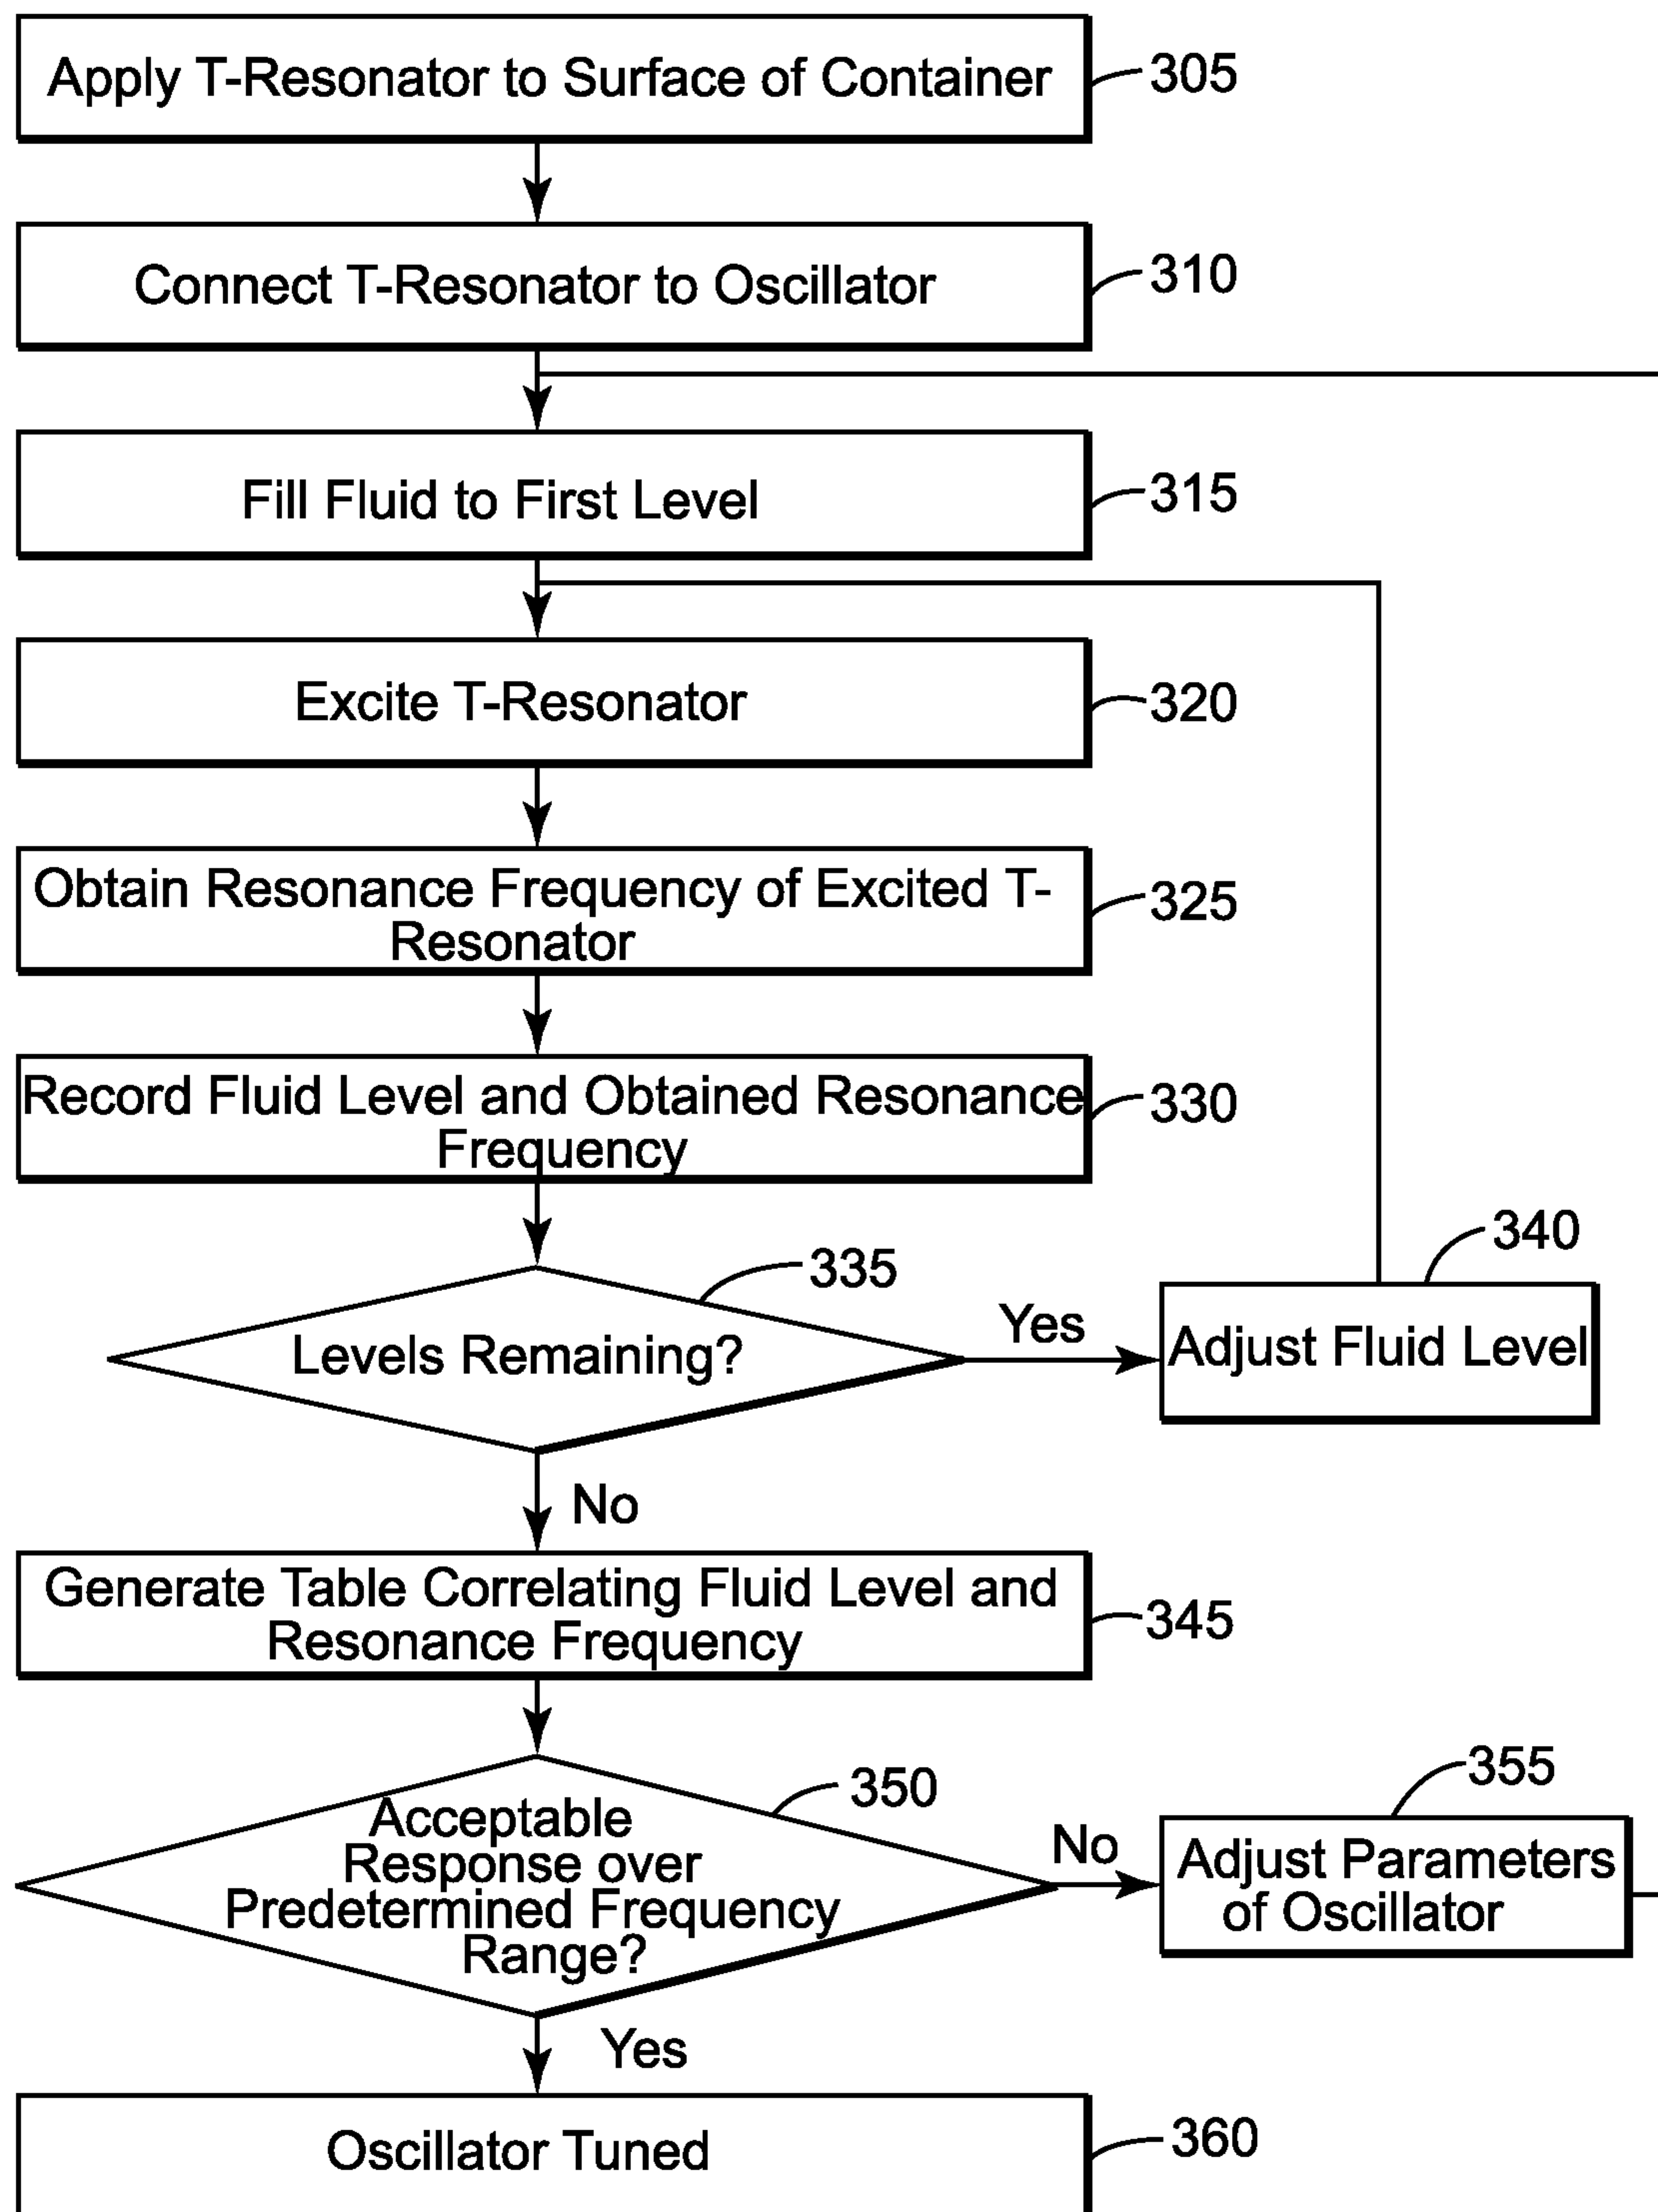 Apply T-Resonator to Surface of Container
305
Connect T-Resonator to Oscillator
310
Fill Fluid to First Level
315
Excite T-Resonator
320
Obtain Resonance Frequency of Excited T-
Resonator
325
Record Fluid Level and Obtained Resonance
Frequency
330
335
Levels Remaining?
Yes
340
Adjust Fluid Level
No
Generate Table Correlating Fluid Level and
Resonance Frequency
345
350
Acceptable
Response over
Predetermined Frequency
Range?
No
355
Adjust Parameters
of Oscillator
Yes
Oscillator Tuned
360